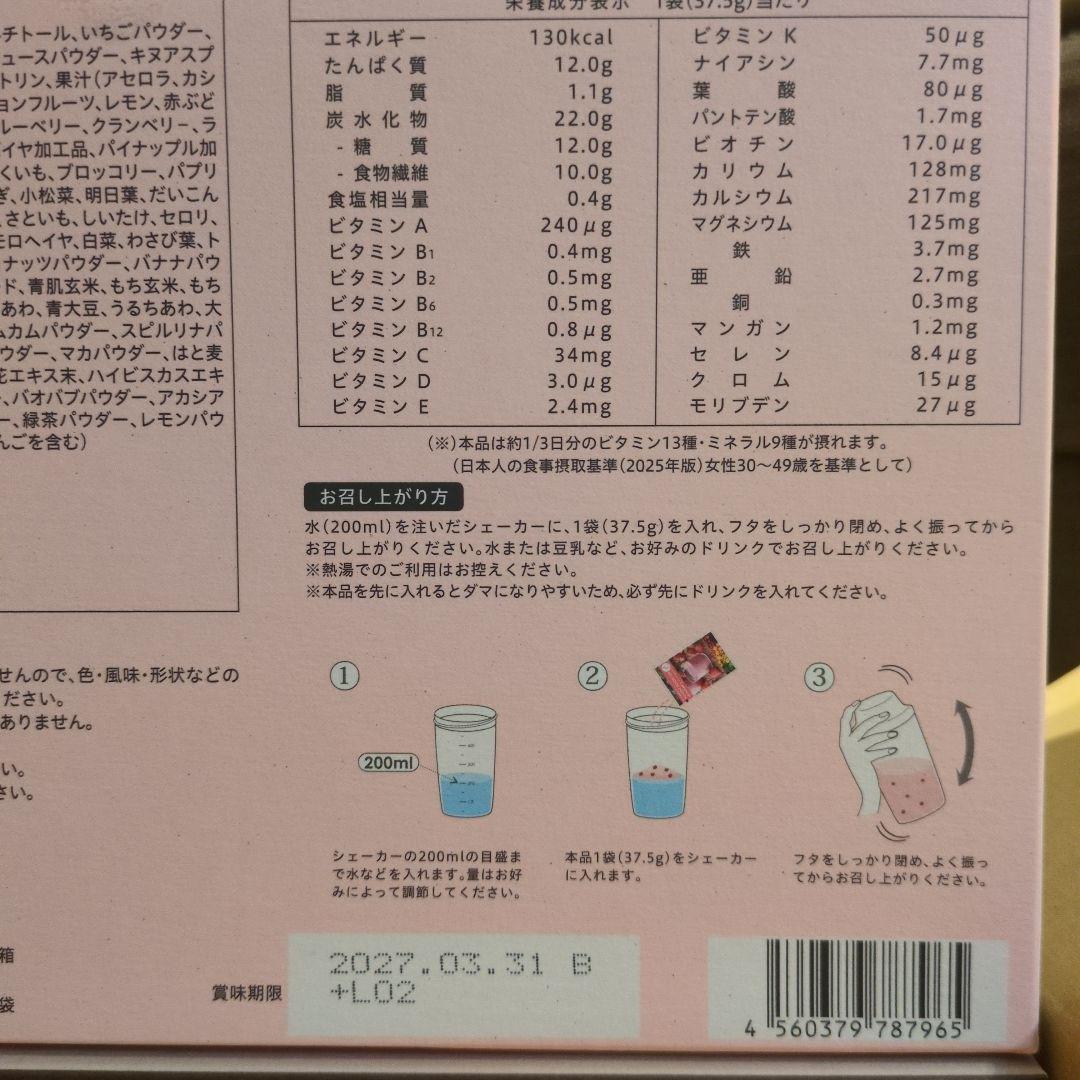 チトール、いちごパウダー、
ュースパウダー、キヌアスプ
トリン、果汁(アセロラ、カシ
ョンフルーツ、レモン、赤ぶど
ルーベリー、クランベリー、ラ
イヤ加工品、パイナップル加
くいも、ブロッコリー、パプリ
ぎ、小松菜、明日葉、だいこん
、さといも、しいたけ、セロリ、
モロヘイヤ、白菜、わさび葉、ト
ナッツパウダー、バナナパウ
ド、青肌玄米、もち玄米、もち
あわ、青大豆、うるちあわ、大
ムカムパウダー、スピルリナパ
ウダー、マカパウダー、はと麦
花エキス末、ハイビスカスエキ
、バオバブパウダー、アカシア
ー、緑茶パウダー、レモンパウ
んごを含む)
栄養成分表示 1袋(37.5g)当たり
エネルギー 130kcal
たんぱく質 12.0g
脂質 1.1g
炭水化物 22.0g
- 糖質 12.0g
- 食物繊維 10.0g
食塩相当量 0.4g
ビタミン A 240μg
ビタミン B1 0.4mg
ビタミン B2 0.5mg
ビタミン B6 0.5mg
ビタミン B12 0.8μg
ビタミン C 34mg
ビタミン D 3.0μg
ビタミン E 2.4mg
ビタミン K 50μg
ナイアシン 7.7mg
葉酸 80μg
パントテン酸 1.7mg
ビオチン 17.0μg
カリウム 128mg
カルシウム 217mg
マグネシウム 125mg
鉄 3.7mg
亜鉛 2.7mg
銅 0.3mg
マンガン 1.2mg
セレン 8.4μg
クロム 15μg
モリブデン 27μg
(※)本品は約1/3日分のビタミン13種・ミネラル9種が摂れます。
(日本人の食事摂取基準(2025年版)女性30〜49歳を基準として)
お召し上がり方
水(200ml)を注いだシェーカーに、1袋(37.5g)を入れ、フタをしっかり閉め、よく振ってから
お召し上がりください。水または豆乳など、お好みのドリンクでお召し上がりください。
※熱湯でのご利用はお控えください。
※本品を先に入れるとダマになりやすいため、必ず先にドリンクを入れてください。
せんので、色・風味・形状などの
ださい。
ありません。
い。
さい。
①
200ml
シェーカーの200mlの目盛ま
で水などを入れます。量はお好
みによって調節してください。
②
本品1袋(37.5g)をシェーカー
に入れます。
③
フタをしっかり閉め、よく振っ
てからお召し上がりください。
箱
袋
賞味期限
2027.03.31 B
+L02
4 560379 787965